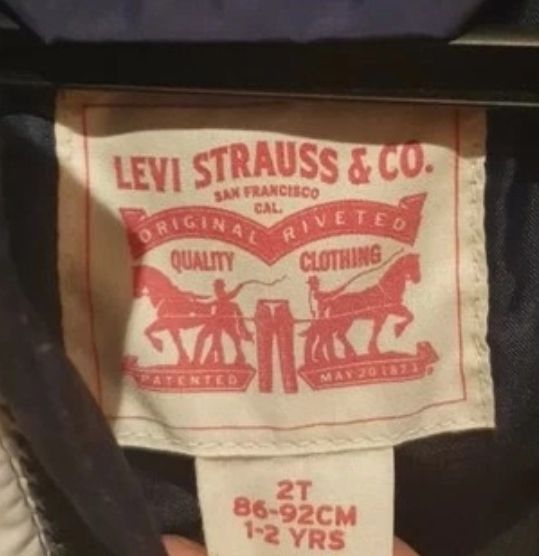 LEVI STRAUSS & CO.
SAN FRANCISCO
CAL.
ORIGINAL RIVETED
QUALITY CLOTHING
PATENTED MAY 20 1873
2T
86-92CM
1-2 YRS